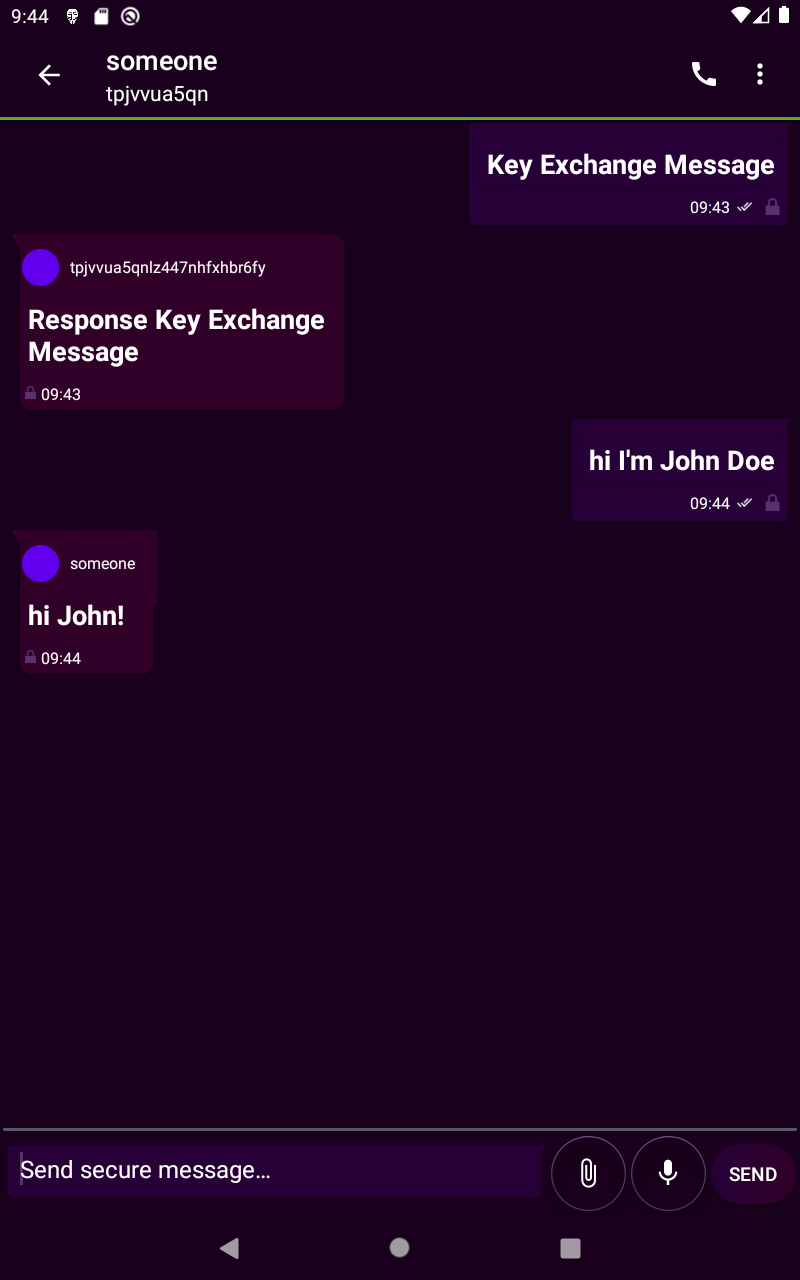 9:44
someone
tpjvvua5qn
Key Exchange Message
09:43
tpjvvua5qnlz447nhfxhbr6fy
Response Key Exchange
Message
09:43
hi I'm John Doe
09:44
someone
hi John!
09:44
Send secure message…
SEND